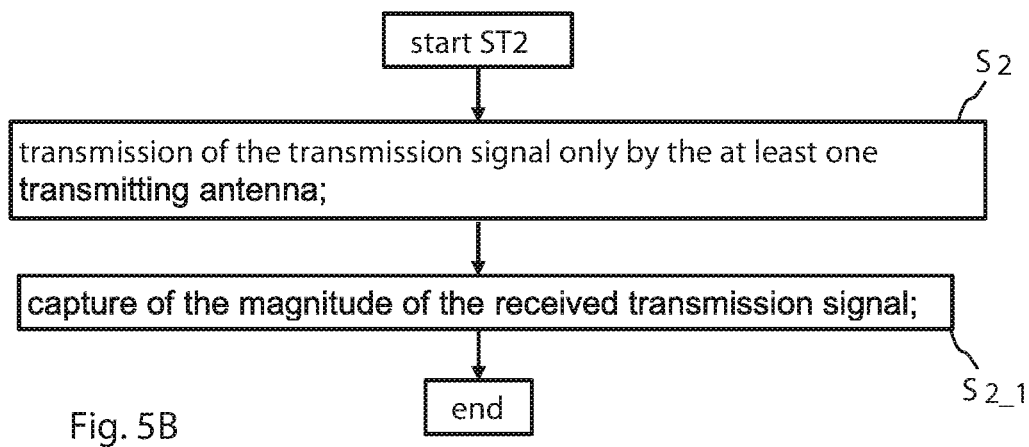 start ST2
S 2
transmission of the transmission signal only by the at least one
transmitting antenna;
capture of the magnitude of the received transmission signal;
S 2_1
end
Fig. 5B